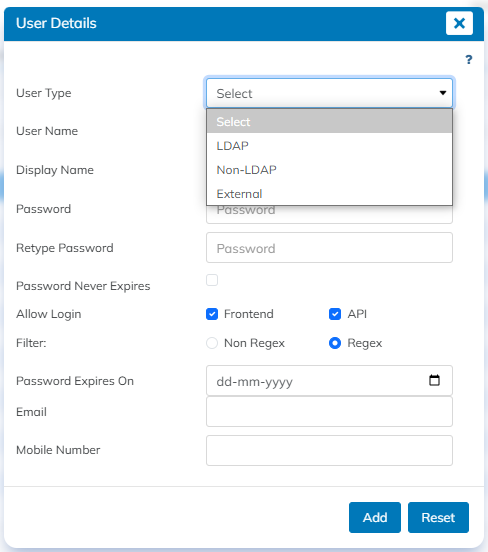 User Details
?
User Type Select
Select
User Name
LDAP
Display Name Non-LDAP
External
Password Password
Retype Password Password
Password Never Expires
Allow Login Frontend API
Filter: Non Regex Regex
Password Expires On dd-mm-yyyy
Email
Mobile Number
Add Reset